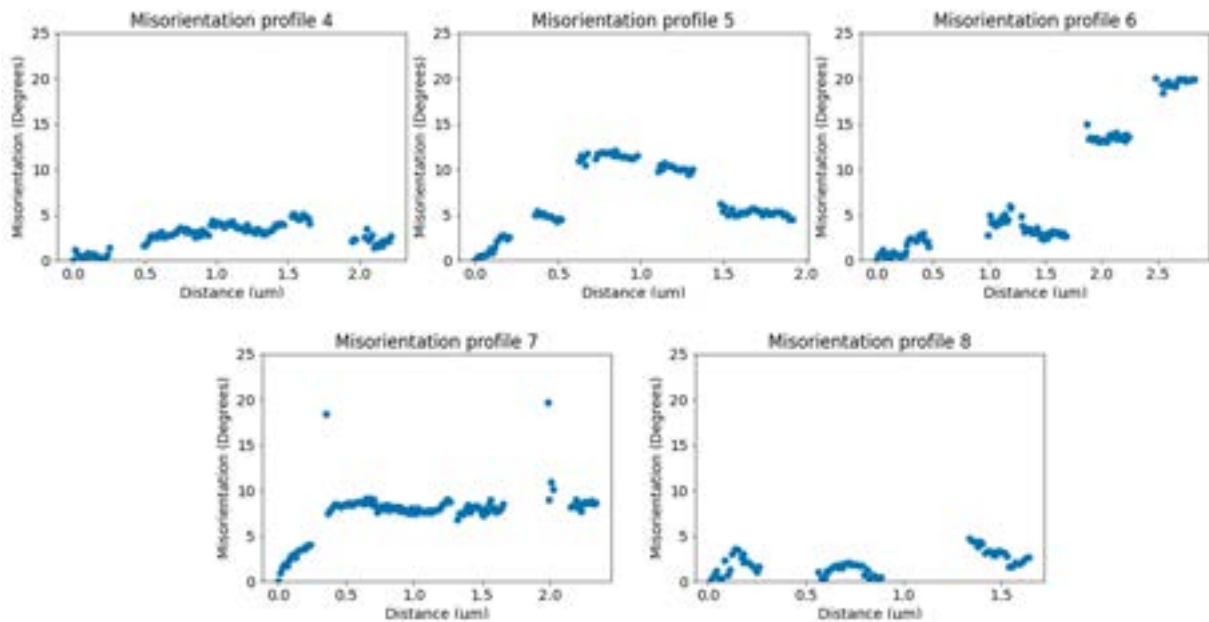 Misorientation profile 4
Misorientation (Degrees)
25
20
15
10
5
0
0.0 0.5 1.0 1.5 2.0
Distance (um)
Misorientation profile 5
Misorientation (Degrees)
25
20
15
10
5
0
0.0 0.5 1.0 1.5 2.0
Distance (um)
Misorientation profile 6
Misorientation (Degrees)
25
20
15
10
5
0
0.0 0.5 1.0 1.5 2.0 2.5
Distance (um)
Misorientation profile 7
Misorientation (Degrees)
25
20
15
10
5
0
0.0 0.5 1.0 1.5 2.0
Distance (um)
Misorientation profile 8
Misorientation (Degrees)
25
20
15
10
5
0
0.0 0.5 1.0 1.5
Distance (um)